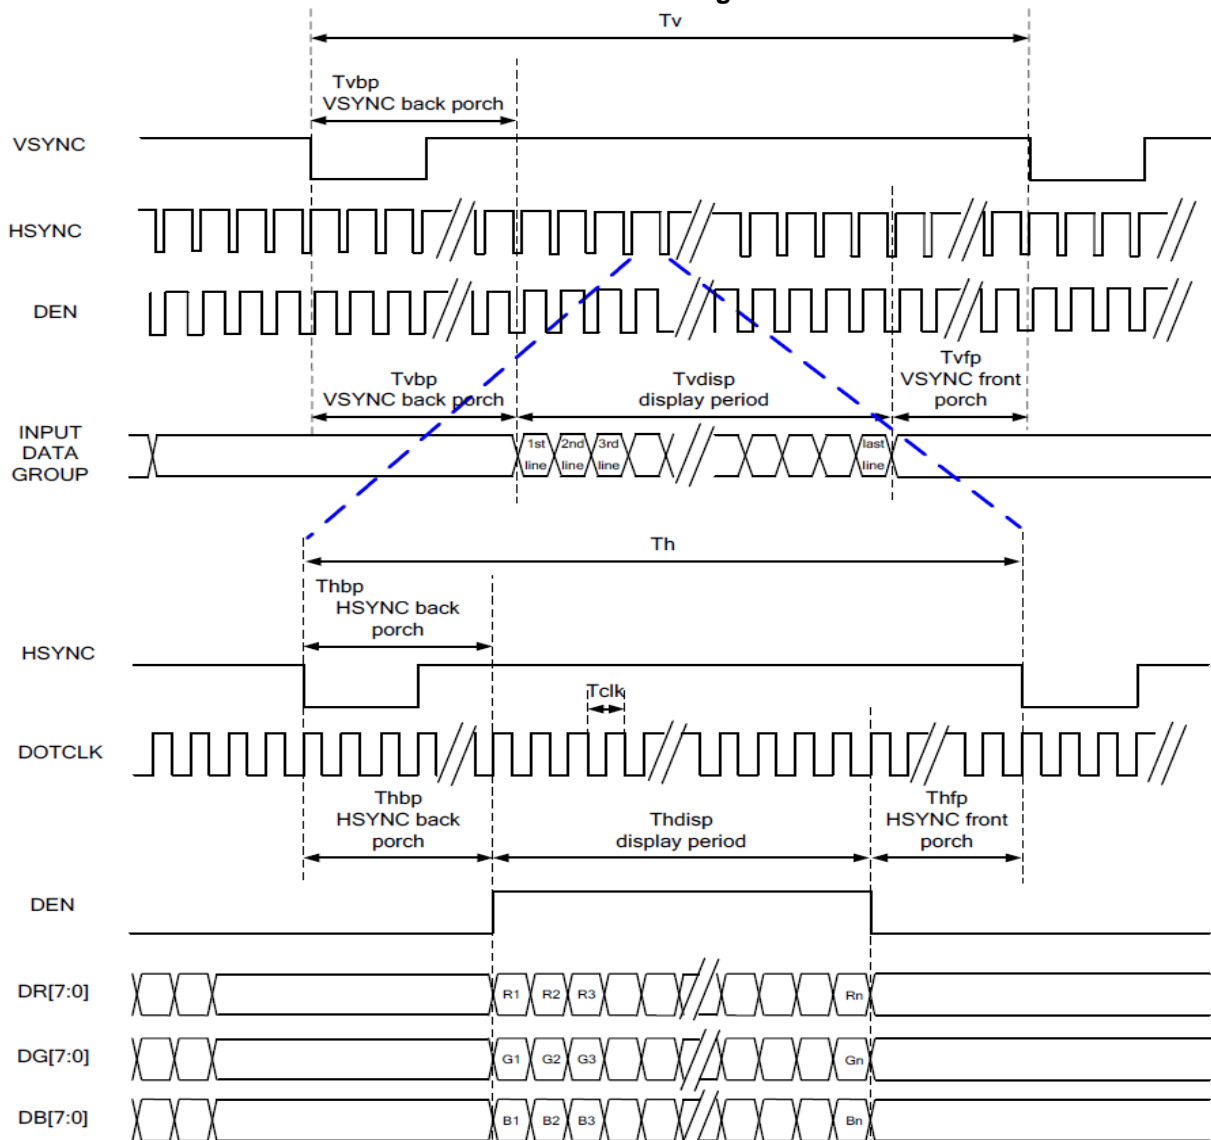 Tv
Tvbp
VSYNC back porch
VSYNC
HSYNC
DEN
Tvbp
VSYNC back porch
Tvdisp
display period
Tvfp
VSYNC front
porch
INPUT
DATA
GROUP
1st
line
2nd
line
3rd
line
last
line
Th
Thbp
HSYNC back
porch
HSYNC
Tclk
DOTCLK
Thbp
HSYNC back
porch
Thdisp
display period
Thfp
HSYNC front
porch
DEN
DR[7:0]
R1 R2 R3 Rn
DG[7:0]
G1 G2 G3 Gn
DB[7:0]
B1 B2 B3 Bn